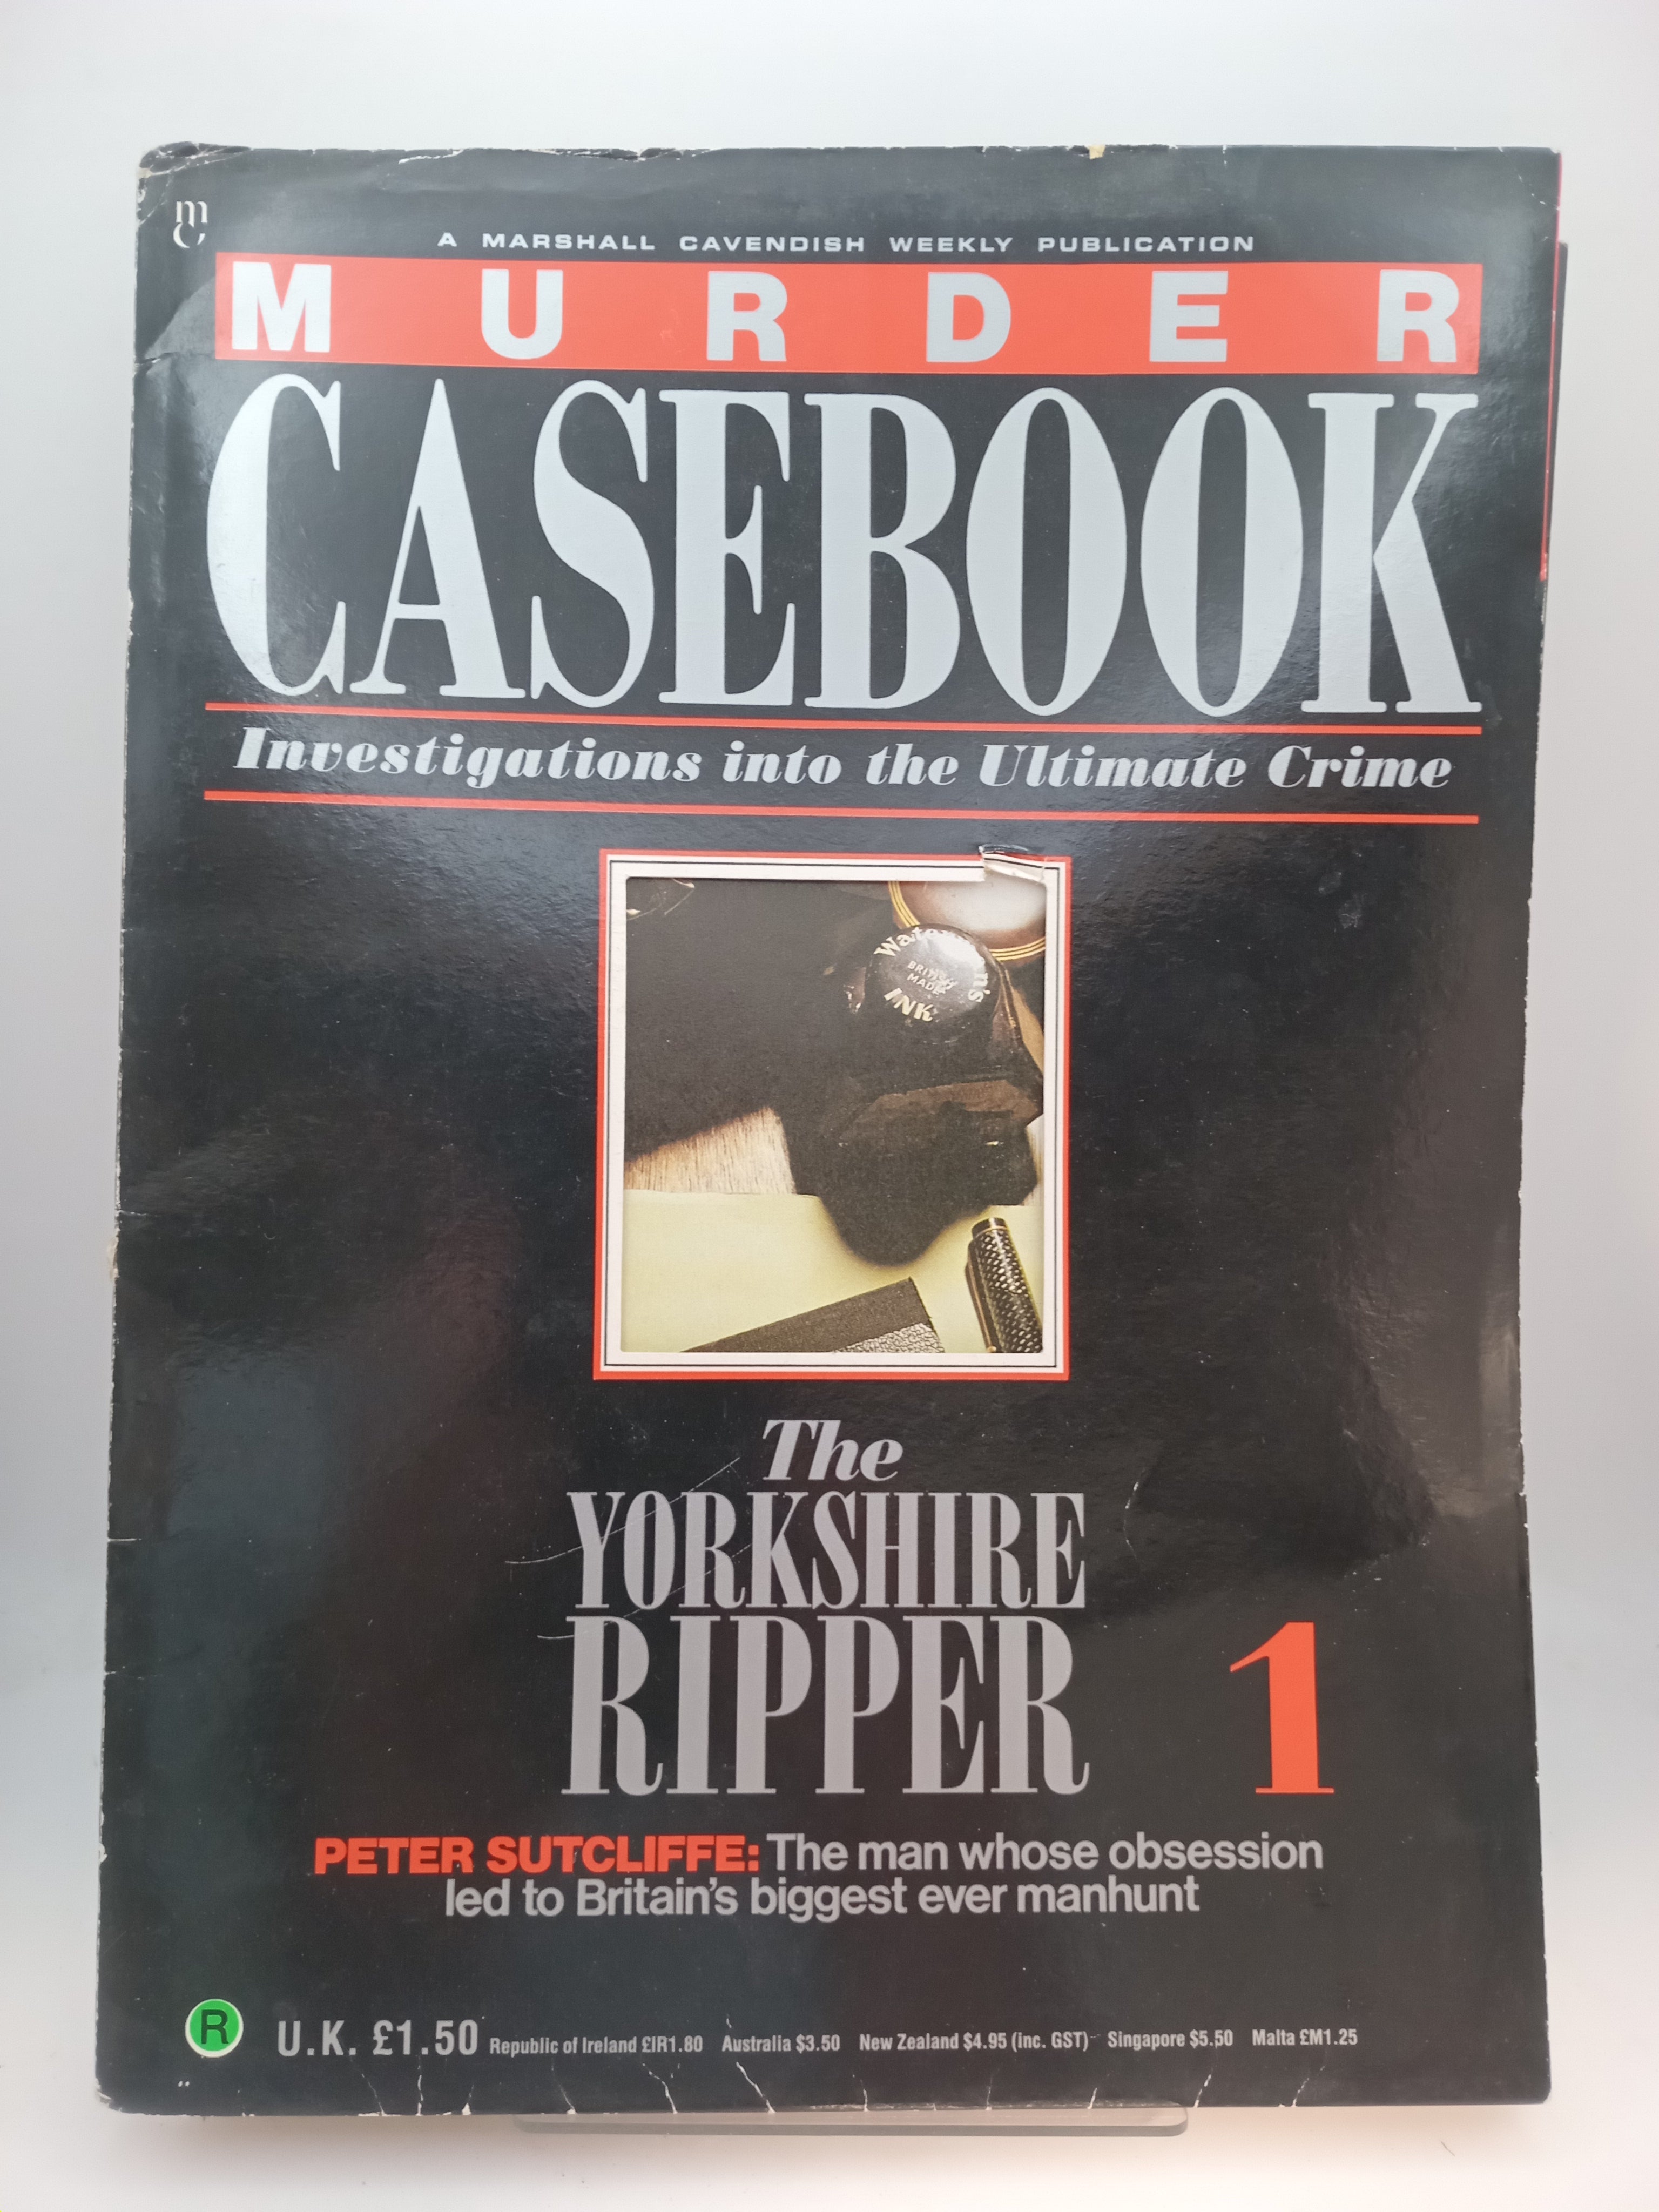 mc
A MARSHALL CAVENDISH WEEKLY PUBLICATION
MURDER
CASEBOOK
Investigations into the Ultimate Crime
Waterman's
BRITISH
MADE
INK
The
YORKSHIRE
RIPPER 1
PETER SUTCLIFFE: The man whose obsession
led to Britain's biggest ever manhunt
R U.K. £1.50 Republic of Ireland £IR1.80 Australia $3.50 New Zealand $4.95 (inc. GST) Singapore $5.50 Malta £M1.25